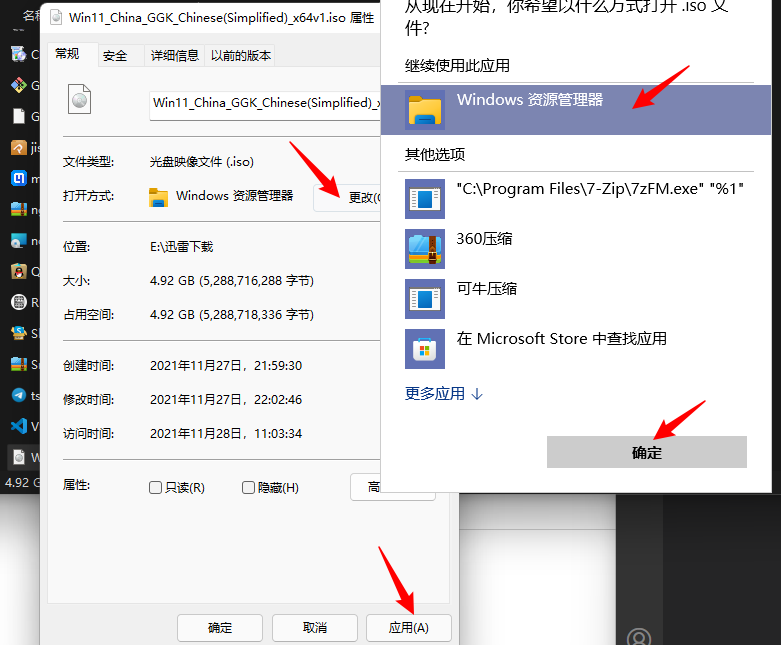 名称
Win11_China_GGK_Chinese(Simplified)_x64v1.iso 属性
常规
安全
详细信息
以前的版本
Win11_China_GGK_Chinese(Simplified)_x
文件类型:
光盘映像文件 (.iso)
打开方式:
Windows 资源管理器
更改(C
位置:
E:\迅雷下载
大小:
4.92 GB (5,288,716,288 字节)
占用空间:
4.92 GB (5,288,718,336 字节)
创建时间:
2021年11月27日，21:59:30
修改时间:
2021年11月27日，22:02:46
访问时间:
2021年11月28日，11:03:34
属性:
只读(R)
隐藏(H)
高
确定
取消
应用(A)
从现在开始，你希望以什么方式打开 .iso 文
件?
继续使用此应用
Windows 资源管理器
其他选项
"C:\Program Files\7-Zip\7zFM.exe" "%1"
360压缩
可牛压缩
在 Microsoft Store 中查找应用
更多应用 ↓
确定
4.92 G